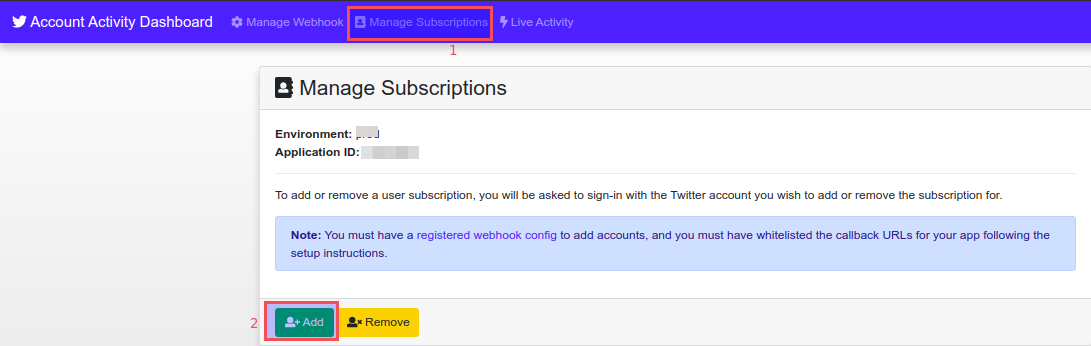 Account Activity Dashboard Manage Webhook Manage Subscriptions Live Activity
1
Manage Subscriptions
Environment:
Application ID:
To add or remove a user subscription, you will be asked to sign-in with the Twitter account you wish to add or remove the subscription for.
Note: You must have a registered webhook config to add accounts, and you must have whitelisted the callback URLs for your app following the
setup instructions.
2 Add Remove